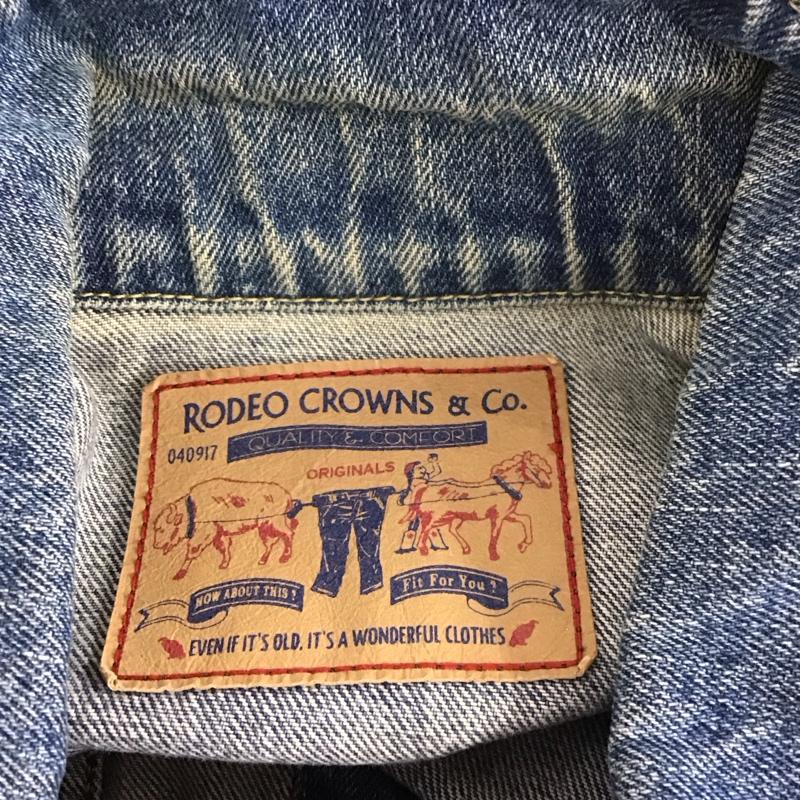 RODEO CROWNS & Co.
QUALITY & COMFORT
040917
ORIGINALS
HOW ABOUT THIS?
Fit For You?
EVEN IF IT'S OLD, IT'S A WONDERFUL CLOTHES